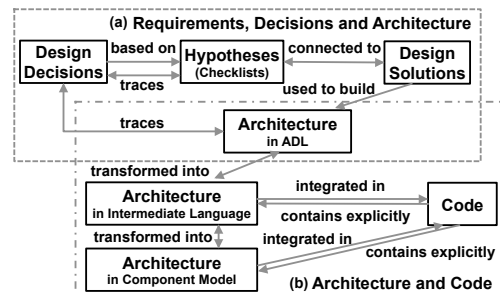 (a) Requirements, Decisions and Architecture
Design
Decisions
based on
traces
Hypotheses
(Checklists)
connected to
Design
Solutions
used to build
traces
Architecture
in ADL
transformed into
Architecture
in Intermediate Language
integrated in
contains explicitly
Code
transformed into
integrated in
contains explicitly
Architecture
in Component Model
(b) Architecture and Code